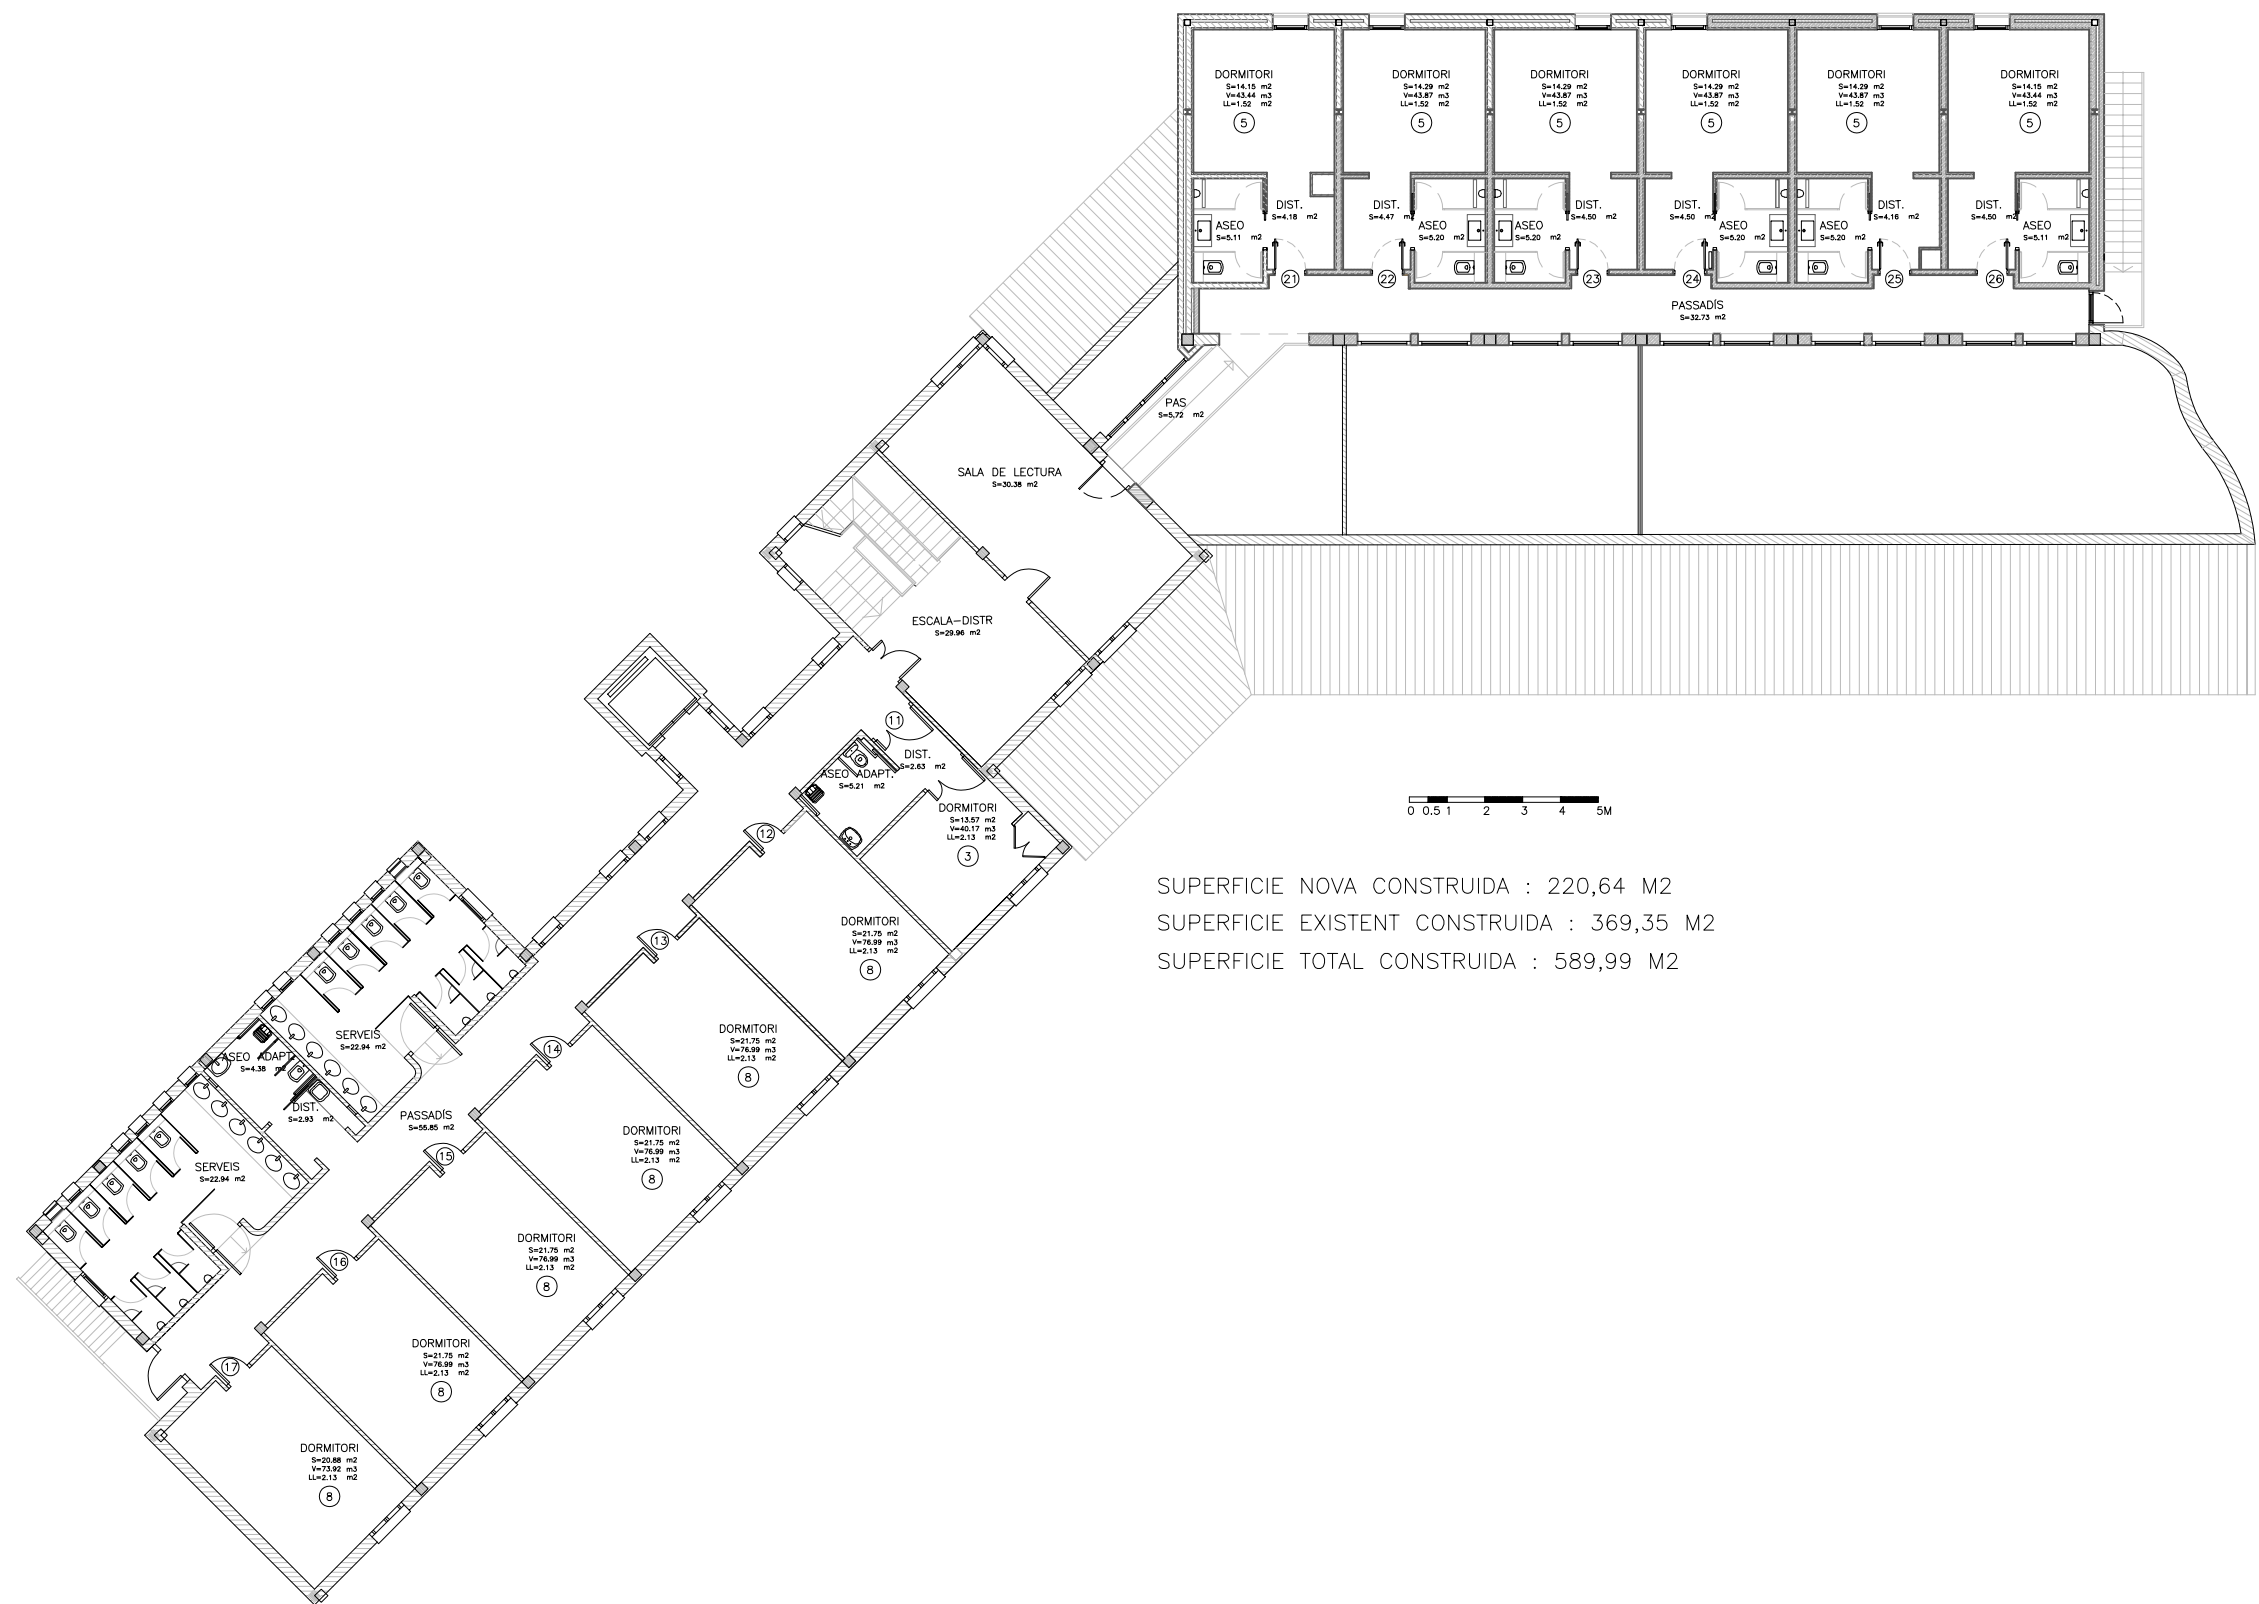 DORMITORI
S=14.15 m2
V=43.44 m3
LL=1.52 m2
5
DORMITORI
S=14.29 m2
V=43.87 m3
LL=1.52 m2
5
DORMITORI
S=14.29 m2
V=43.87 m3
LL=1.52 m2
5
DORMITORI
S=14.29 m2
V=43.87 m3
LL=1.52 m2
5
DORMITORI
S=14.29 m2
V=43.87 m3
LL=1.52 m2
5
DORMITORI
S=14.15 m2
V=43.44 m3
LL=1.52 m2
5
DIST.
S=4.18 m2
DIST.
S=4.47 m2
DIST.
S=4.50 m2
DIST.
S=4.50 m2
DIST.
S=4.16 m2
DIST.
S=4.50 m2
ASEO
S=5.11 m2
ASEO
S=5.20 m2
ASEO
S=5.20 m2
ASEO
S=5.20 m2
ASEO
S=5.20 m2
ASEO
S=5.11 m2
21
22
23
24
25
26
PASSADÍS
S=32.73 m2
PAS
S=5.72 m2
SALA DE LECTURA
S=30.38 m2
ESCALA-DISTR
S=29.96 m2
11
DIST.
S=2.63 m2
ASEO ADAPT.
S=5.21 m2
DORMITORI
S=13.57 m2
V=40.17 m3
LL=2.13 m2
3
12
DORMITORI
S=21.75 m2
V=76.99 m3
LL=2.13 m2
8
13
DORMITORI
S=21.75 m2
V=76.99 m3
LL=2.13 m2
8
14
DORMITORI
S=21.75 m2
V=76.99 m3
LL=2.13 m2
8
15
DORMITORI
S=21.75 m2
V=76.99 m3
LL=2.13 m2
8
16
DORMITORI
S=21.75 m2
V=76.99 m3
LL=2.13 m2
8
17
DORMITORI
S=20.88 m2
V=73.92 m3
LL=2.13 m2
8
SERVEIS
S=22.94 m2
ASEO ADAPT.
S=4.38 m2
DIST.
S=2.93 m2
PASSADÍS
S=55.85 m2
SERVEIS
S=22.94 m2
0 0.5 1 2 3 4 5M
SUPERFICIE NOVA CONSTRUIDA : 220,64 M2
SUPERFICIE EXISTENT CONSTRUIDA : 369,35 M2
SUPERFICIE TOTAL CONSTRUIDA : 589,99 M2